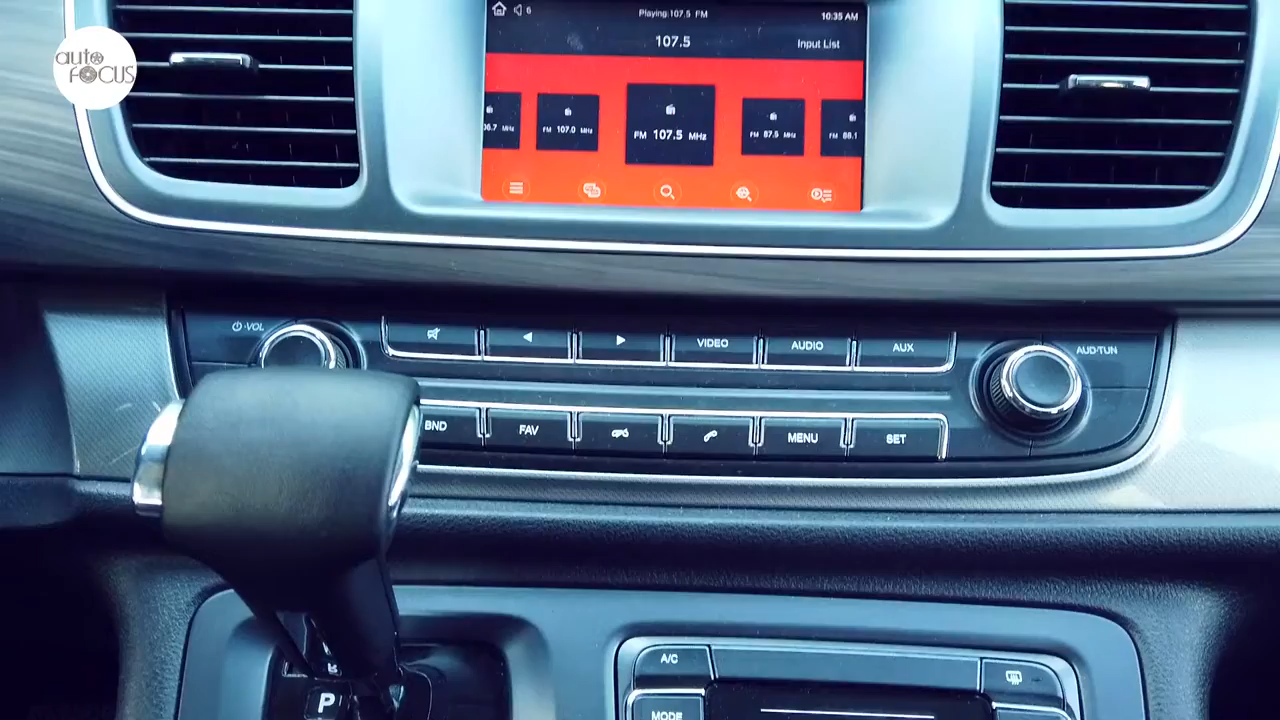 auto
FOCUS
6
Playing:107.5 FM
10:35 AM
107.5
Input List
FM 107.0 MHz
FM 107.5 MHz
FM 87.5 MHz
FM 88.1
VOL
VIDEO
AUDIO
AUX
AUD/TUN
BND
FAV
MENU
SET
A/C
R
P
MODE